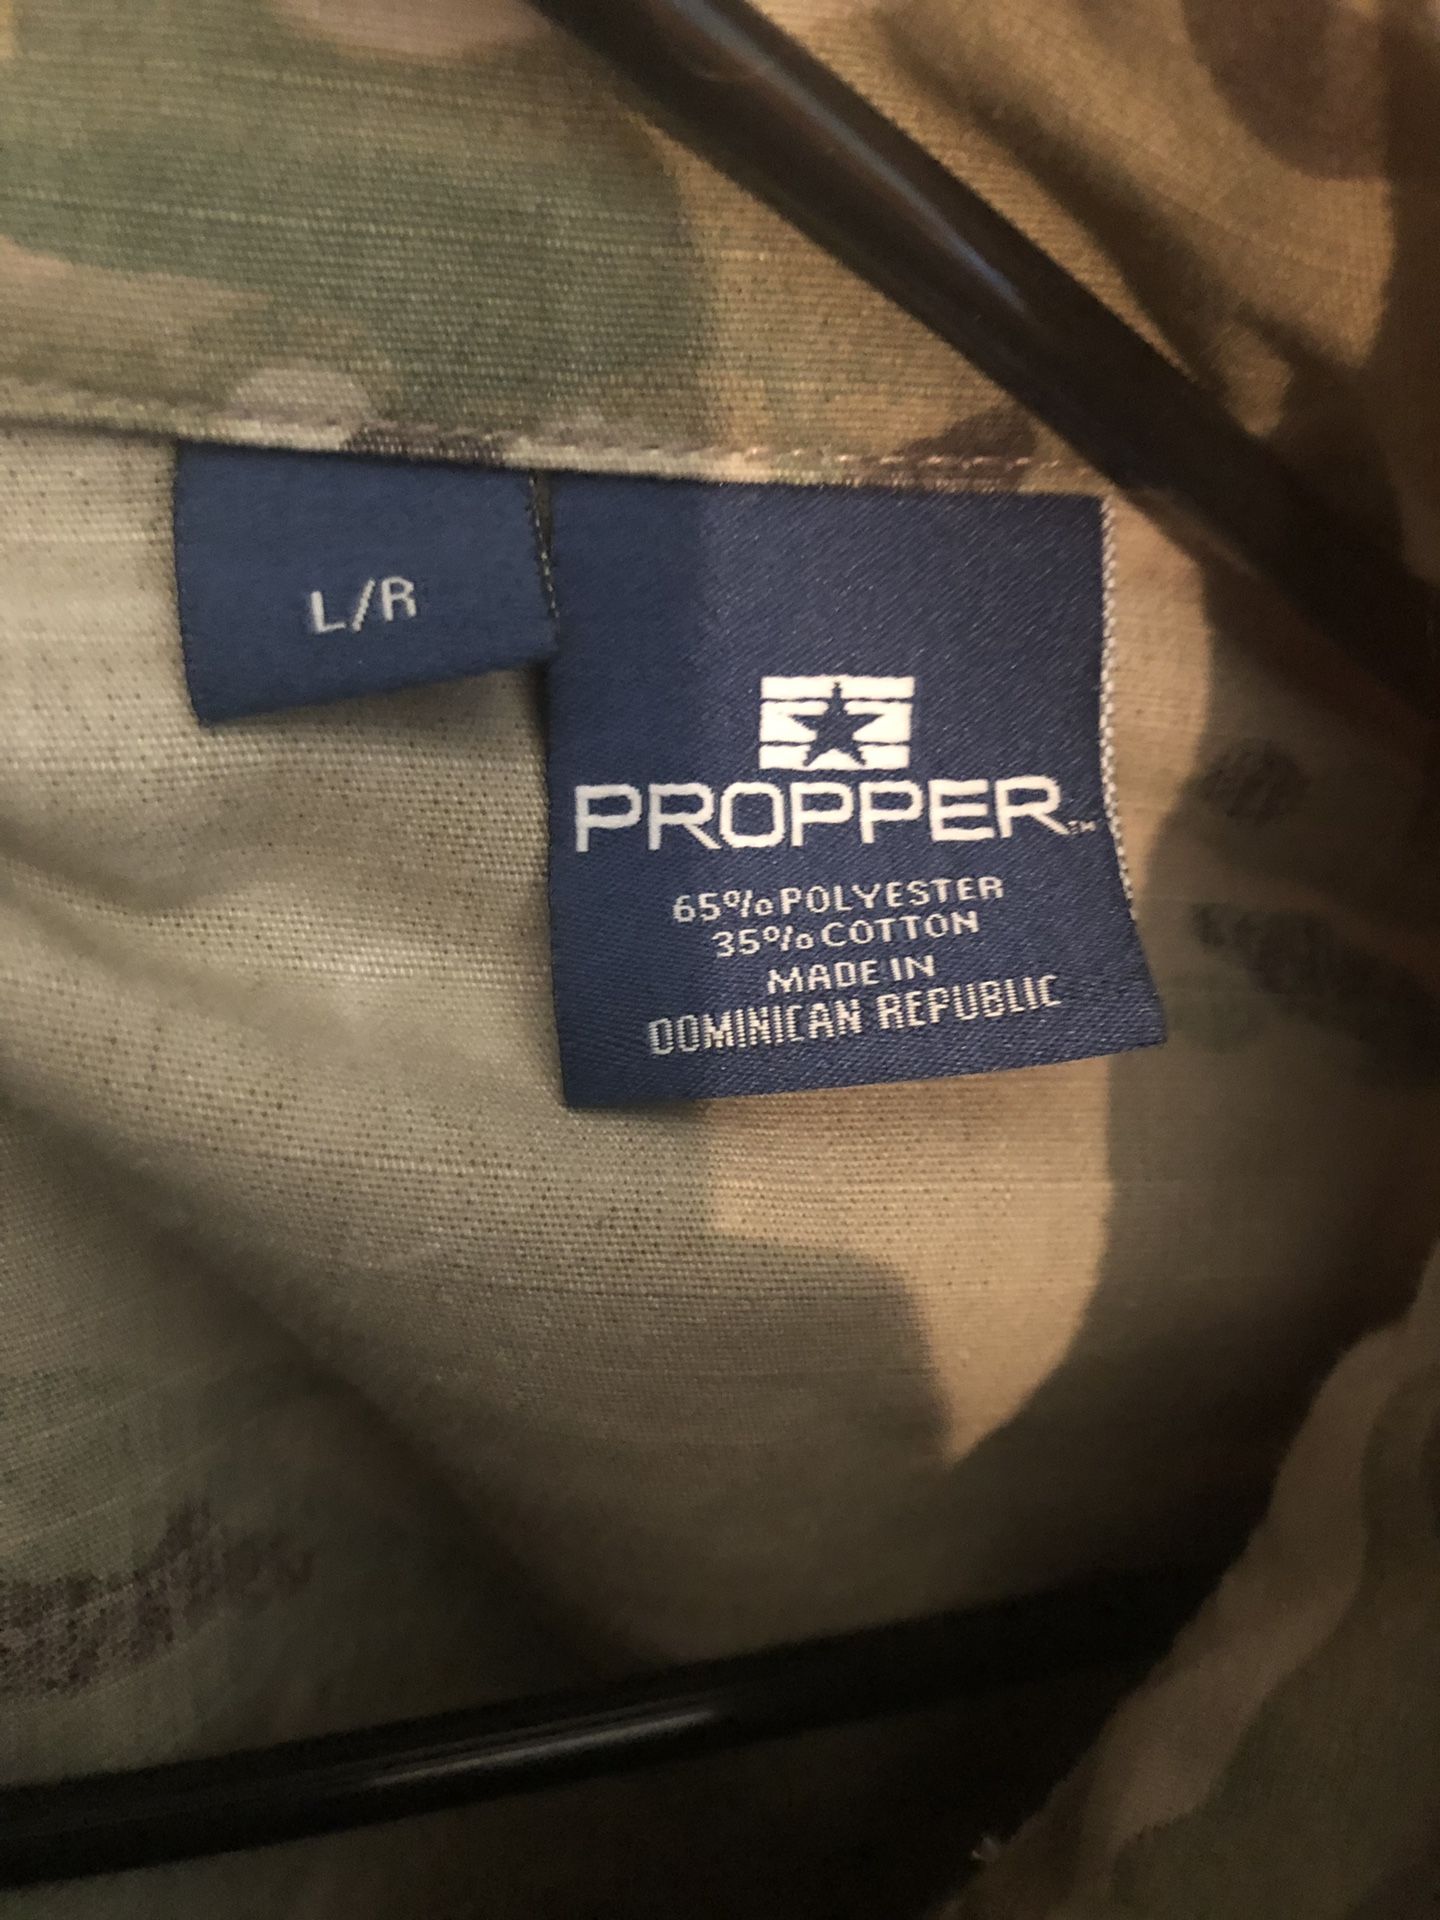 L/R
PROPPER™
65% POLYESTER
35% COTTON
MADE IN
DOMINICAN REPUBLIC